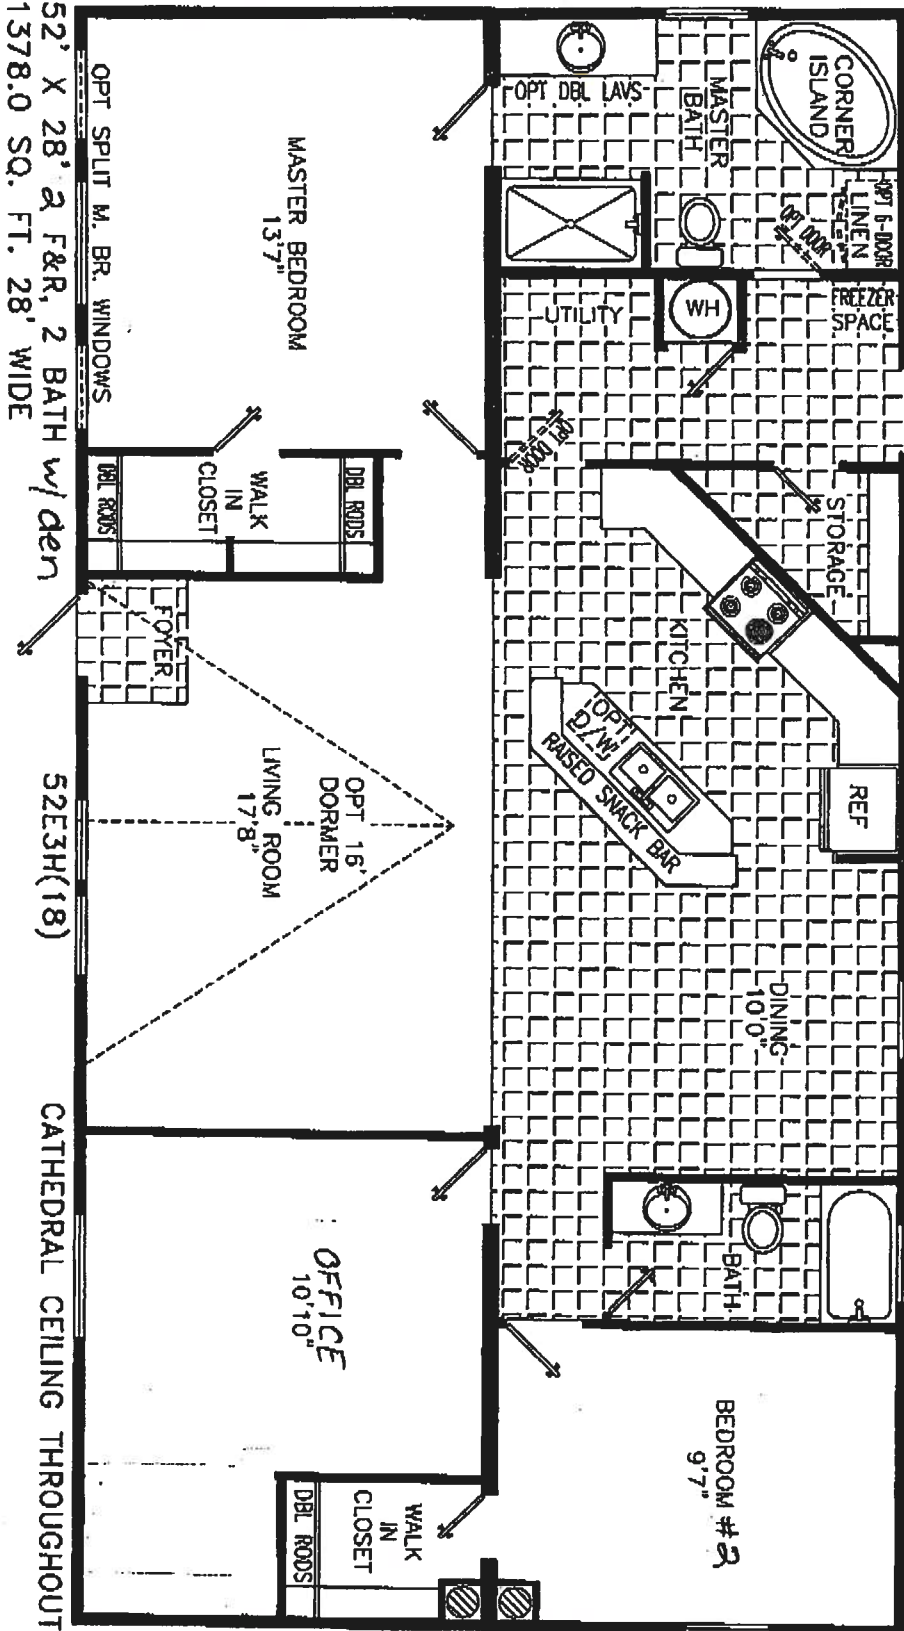 CORNER
ISLAND
OPT 6-DOOR
LINEN
OPT DOOR
FREEZER
SPACE
STORAGE
REF
DINING
10'0"
BATH
BEDROOM #2
9'7"
MASTER
BATH
OPT DBL LAVS
WH
UTILITY
OPT DOOR
KITCHEN
OPT
D/W
RAISED SNACK BAR
MASTER BEDROOM
13'7"
DBL RODS
WALK
IN
CLOSET
DBL RODS
OPT 16'
DORMER
LIVING ROOM
17'8"
FOYER
OFFICE
10'10"
WALK
IN
CLOSET
DBL RODS
OPT SPLIT M. BR. WINDOWS
52' X 28' 2 F&R, 2 BATH w/ den
1378.0 SQ. FT. 28' WIDE
52E3H(18)
CATHEDRAL CEILING THROUGHOUT